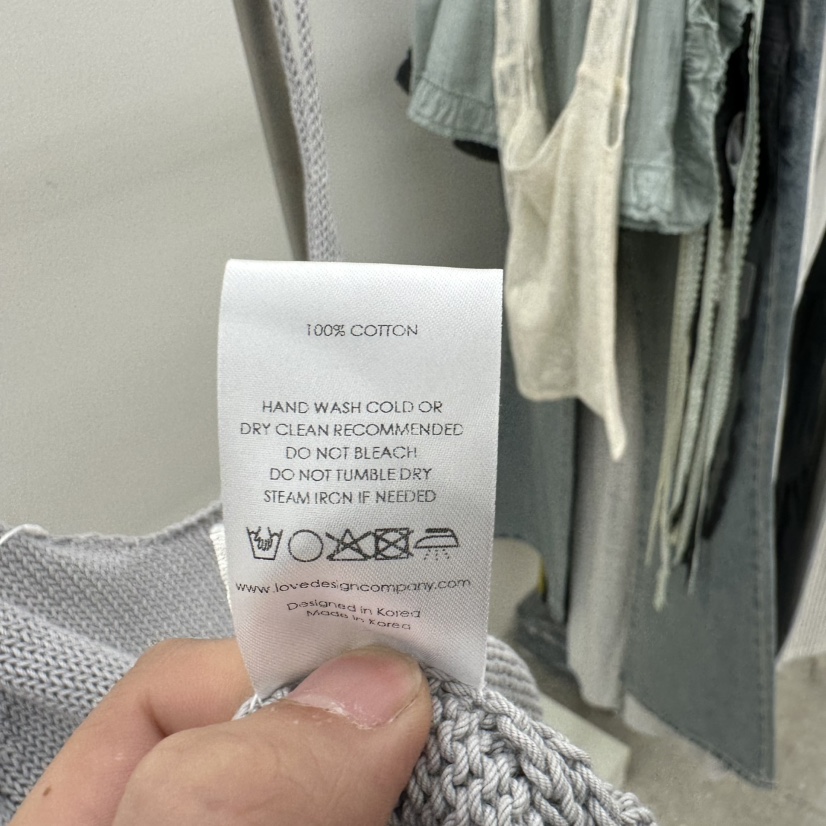 100% COTTON
HAND WASH COLD OR
DRY CLEAN RECOMMENDED
DO NOT BLEACH
DO NOT TUMBLE DRY
STEAM IRON IF NEEDED
www.lovedesigncompany.com
Designed in Korea
Made in Korea